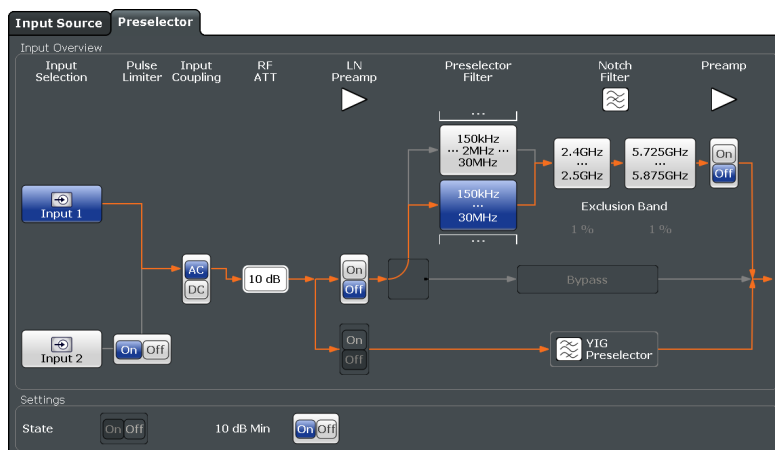 Input Source
Preselector
Input Overview
Input
Selection
Pulse
Limiter
Input
Coupling
RF
ATT
LN
Preamp
Preselector
Filter
Notch
Filter
Preamp
...
150kHz
... 2MHz ...
30MHz
150kHz
...
30MHz
...
2.4GHz
...
2.5GHz
5.725GHz
...
5.875GHz
On
Off
Exclusion Band
1 %
1 %
Input 1
AC
DC
10 dB
On
Off
Bypass
Input 2
On Off
On
Off
YIG
Preselector
Settings
State
On Off
10 dB Min
On Off